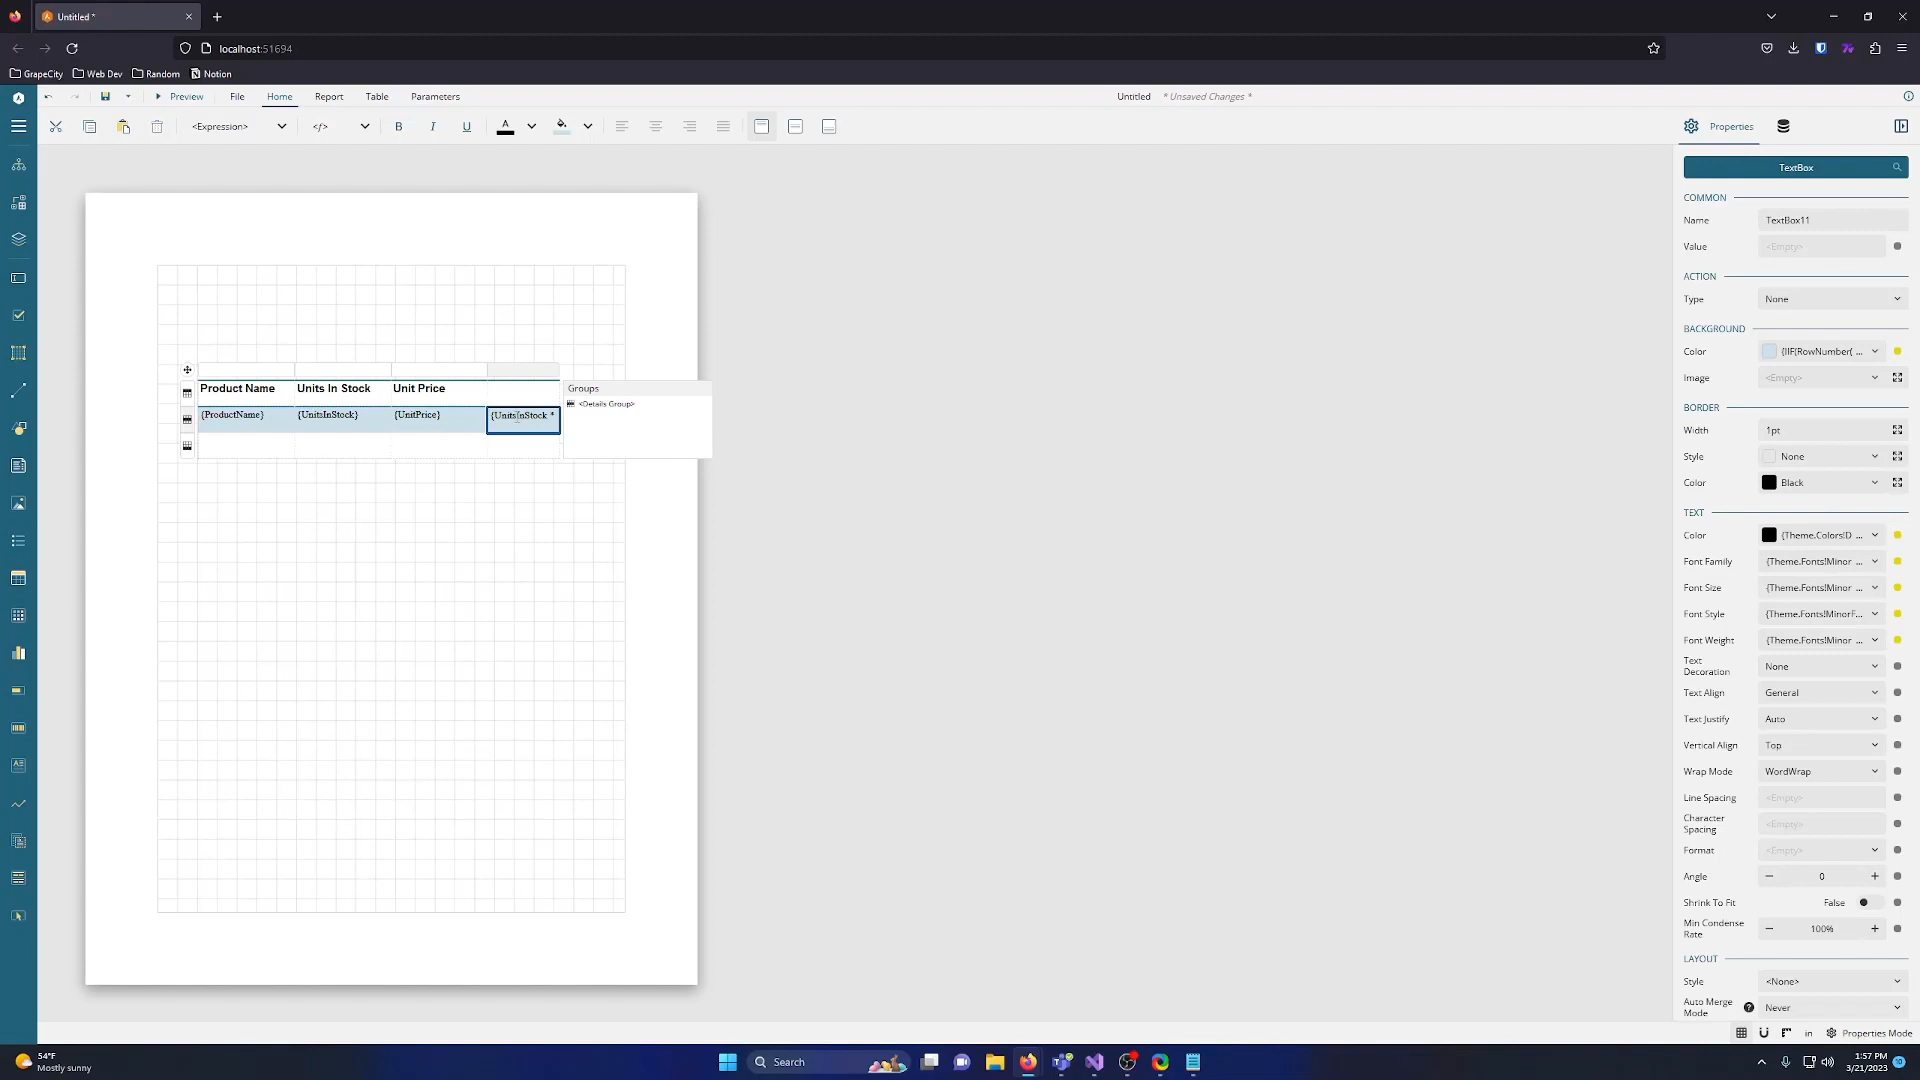 Untitled *
localhost:51694
GrapeCity Web Dev Random Notion
Preview File Home Report Table Parameters Untitled * Unsaved Changes *
<Expression> </> B I U A Properties
TextBox
COMMON
Name TextBox11
Value <Empty>
ACTION
Type None
BACKGROUND
Color {IIF(RowNumber( ...
Image <Empty>
BORDER
Width 1pt
Style None
Color Black
TEXT
Color {Theme.Colors!D ...
Font Family {Theme.Fonts!Minor ...
Font Size {Theme.Fonts!Minor ...
Font Style {Theme.Fonts!MinorF...
Font Weight {Theme.Fonts!Minor ...
Text Decoration None
Text Align General
Text Justify Auto
Vertical Align Top
Wrap Mode WordWrap
Line Spacing <Empty>
Character Spacing <Empty>
Format <Empty>
Angle 0
Shrink To Fit False
Min Condense Rate 100%
LAYOUT
Style <None>
Auto Merge Mode Never
Product Name Units In Stock Unit Price Groups
<Details Group>
{ProductName} {UnitsInStock} {UnitPrice} {UnitsInStock *
in Properties Mode
54°F
Mostly sunny
Search
1:57 PM
3/21/2023